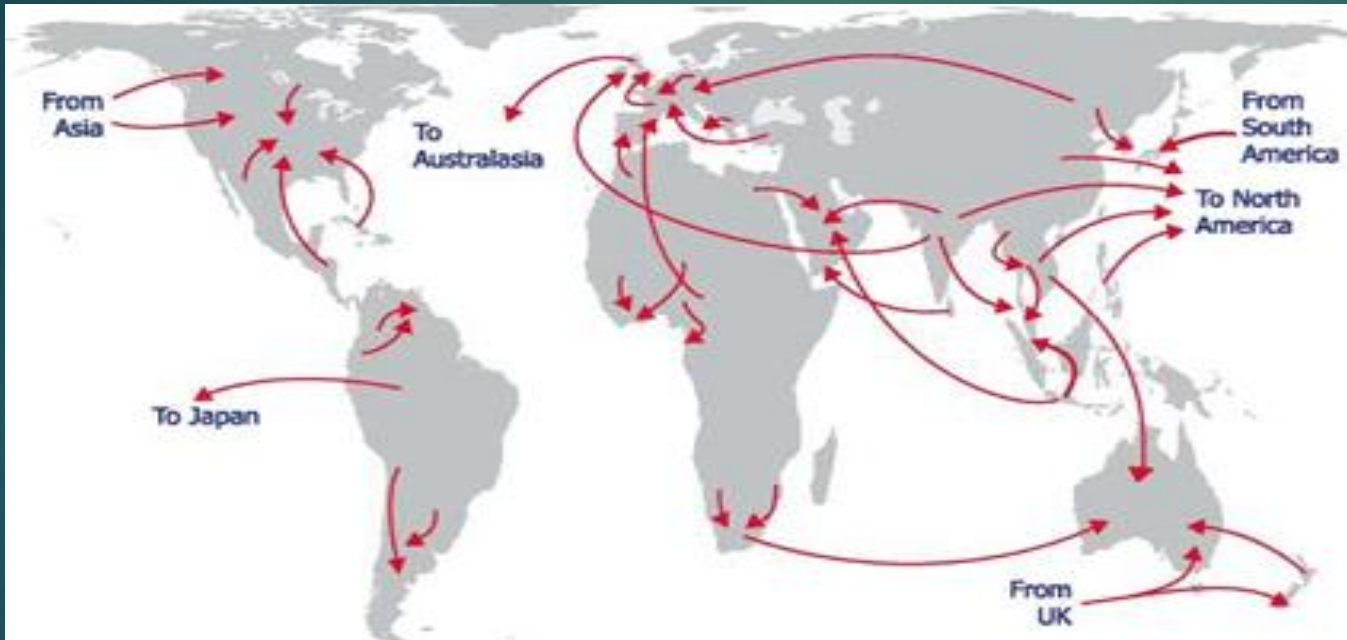 From
Asia
To
Australasia
From
South
America
To North
America
To Japan
From
UK